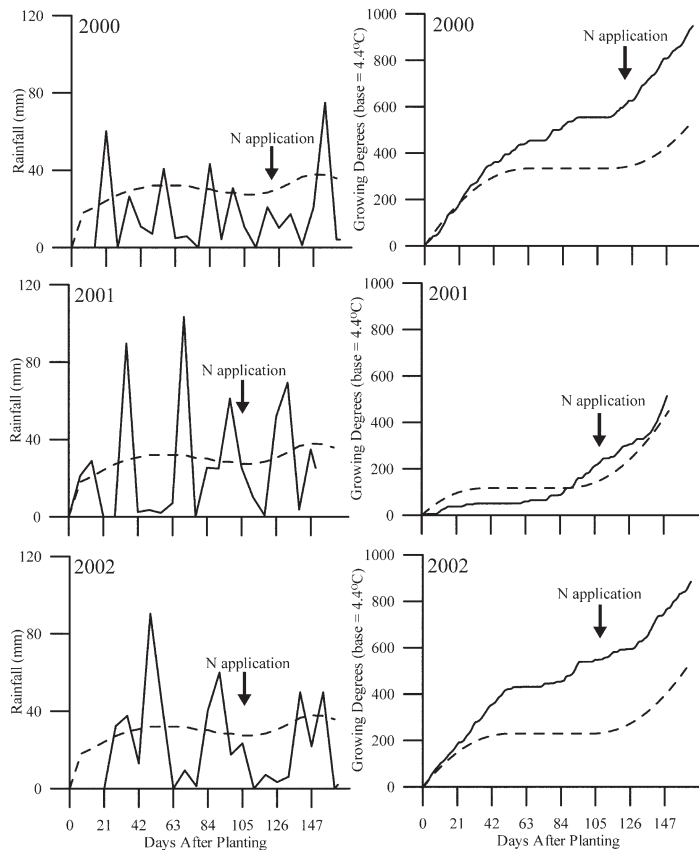 120
80
40
0
Rainfall (mm)
2000
N application
1000
800
600
400
200
0
Growing Degrees (base = 4.4°C)
2000
N application
120
80
40
0
Rainfall (mm)
2001
N application
1000
800
600
400
200
0
Growing Degrees (base = 4.4°C)
2001
N application
120
80
40
0
Rainfall (mm)
2002
N application
0 21 42 63 84 105 126 147
Days After Planting
1000
800
600
400
200
0
Growing Degrees (base = 4.4°C)
2002
N application
0 21 42 63 84 105 126 147
Days After Planting